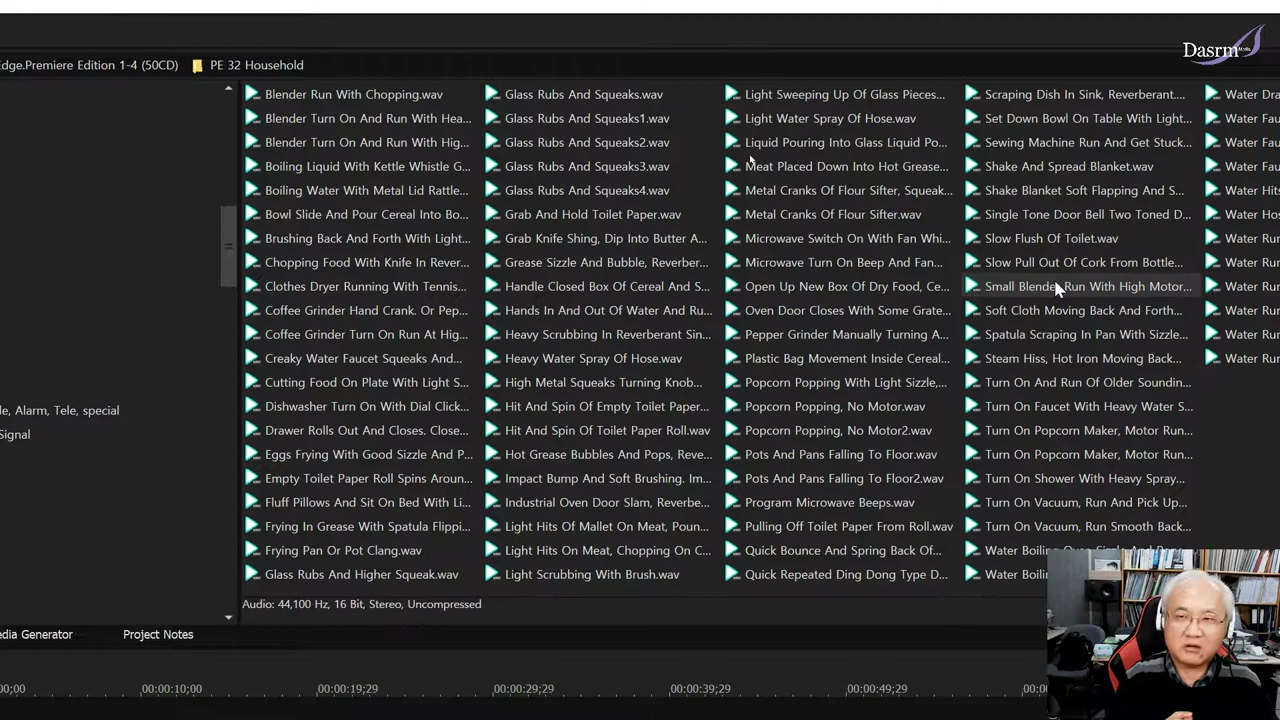 Dasrm Media
Edge.Premiere Edition 1-4 (50CD) PE 32 Household
Blender Run With Chopping.wav
Blender Turn On And Run With Hea...
Blender Turn On And Run With Hig...
Boiling Liquid With Kettle Whistle G...
Boiling Water With Metal Lid Rattle...
Bowl Slide And Pour Cereal Into Bo...
Brushing Back And Forth With Light...
Chopping Food With Knife In Rever...
Clothes Dryer Running With Tennis...
Coffee Grinder Hand Crank. Or Pep...
Coffee Grinder Turn On Run At Hig...
Creaky Water Faucet Squeaks And...
Cutting Food On Plate With Light S...
Dishwasher Turn On With Dial Click...
Drawer Rolls Out And Closes. Close...
Eggs Frying With Good Sizzle And P...
Empty Toilet Paper Roll Spins Aroun...
Fluff Pillows And Sit On Bed With Li...
Frying In Grease With Spatula Flippi...
Frying Pan Or Pot Clang.wav
Glass Rubs And Higher Squeak.wav
Glass Rubs And Squeaks.wav
Glass Rubs And Squeaks1.wav
Glass Rubs And Squeaks2.wav
Glass Rubs And Squeaks3.wav
Glass Rubs And Squeaks4.wav
Grab And Hold Toilet Paper.wav
Grab Knife Shing, Dip Into Butter A...
Grease Sizzle And Bubble, Reverber...
Handle Closed Box Of Cereal And S...
Hands In And Out Of Water And Ru...
Heavy Scrubbing In Reverberant Sin...
Heavy Water Spray Of Hose.wav
High Metal Squeaks Turning Knob...
Hit And Spin Of Empty Toilet Paper...
Hit And Spin Of Toilet Paper Roll.wav
Hot Grease Bubbles And Pops, Reve...
Impact Bump And Soft Brushing. Im...
Industrial Oven Door Slam, Reverbe...
Light Hits Of Mallet On Meat, Poun...
Light Hits On Meat, Chopping On C...
Light Scrubbing With Brush.wav
Light Sweeping Up Of Glass Pieces...
Light Water Spray Of Hose.wav
Liquid Pouring Into Glass Liquid Po...
Meat Placed Down Into Hot Grease...
Metal Cranks Of Flour Sifter, Squeak...
Metal Cranks Of Flour Sifter.wav
Microwave Switch On With Fan Whi...
Microwave Turn On Beep And Fan...
Open Up New Box Of Dry Food, Ce...
Oven Door Closes With Some Grate...
Pepper Grinder Manually Turning A...
Plastic Bag Movement Inside Cereal...
Popcorn Popping With Light Sizzle,...
Popcorn Popping, No Motor.wav
Popcorn Popping, No Motor2.wav
Pots And Pans Falling To Floor.wav
Pots And Pans Falling To Floor2.wav
Program Microwave Beeps.wav
Pulling Off Toilet Paper From Roll.wav
Quick Bounce And Spring Back Of...
Quick Repeated Ding Dong Type D...
Scraping Dish In Sink, Reverberant...
Set Down Bowl On Table With Light...
Sewing Machine Run And Get Stuck...
Shake And Spread Blanket.wav
Shake Blanket Soft Flapping And S...
Single Tone Door Bell Two Toned D...
Slow Flush Of Toilet.wav
Slow Pull Out Of Cork From Bottle...
Small Blender Run With High Motor...
Soft Cloth Moving Back And Forth...
Spatula Scraping In Pan With Sizzle...
Steam Hiss, Hot Iron Moving Back...
Turn On And Run Of Older Soundin...
Turn On Faucet With Heavy Water S...
Turn On Popcorn Maker, Motor Run...
Turn On Popcorn Maker, Motor Run...
Turn On Shower With Heavy Spray...
Turn On Vacuum, Run And Pick Up...
Turn On Vacuum, Run Smooth Back...
Water Boiling
Water Boiling
Water Dra
Water Fau
Water Fau
Water Fau
Water Hits
Water Hos
Water Run
Water Run
Water Run
Water Run
Water Run
Water Run
le, Alarm, Tele, special
Signal
Audio: 44,100 Hz, 16 Bit, Stereo, Uncompressed
edia Generator Project Notes
00;00 00:00:10;00 00:00:19;29 00:00:29;29 00:00:39;29 00:00:49;29 00:0